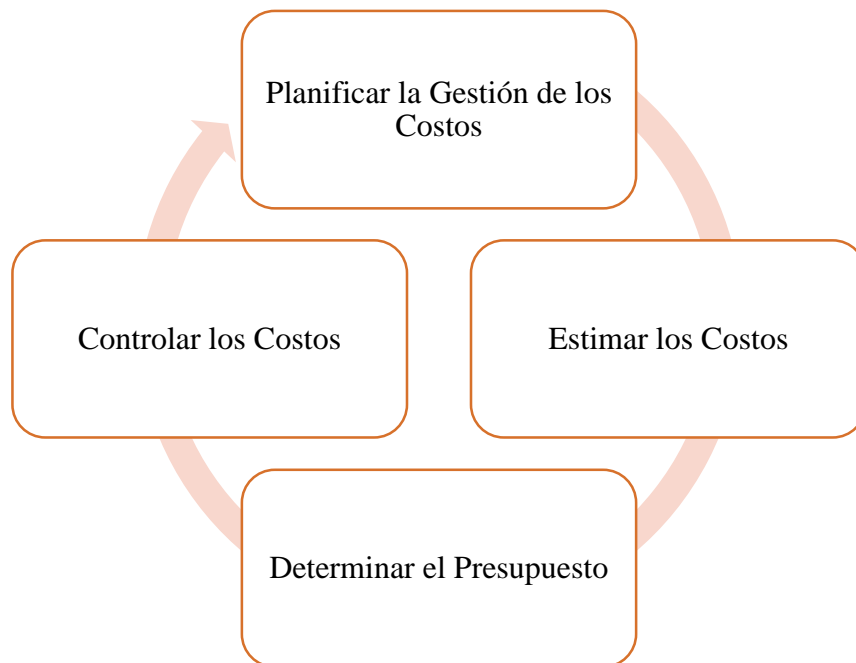 Planificar la Gestión de los
Costos
Estimar los Costos
Determinar el Presupuesto
Controlar los Costos